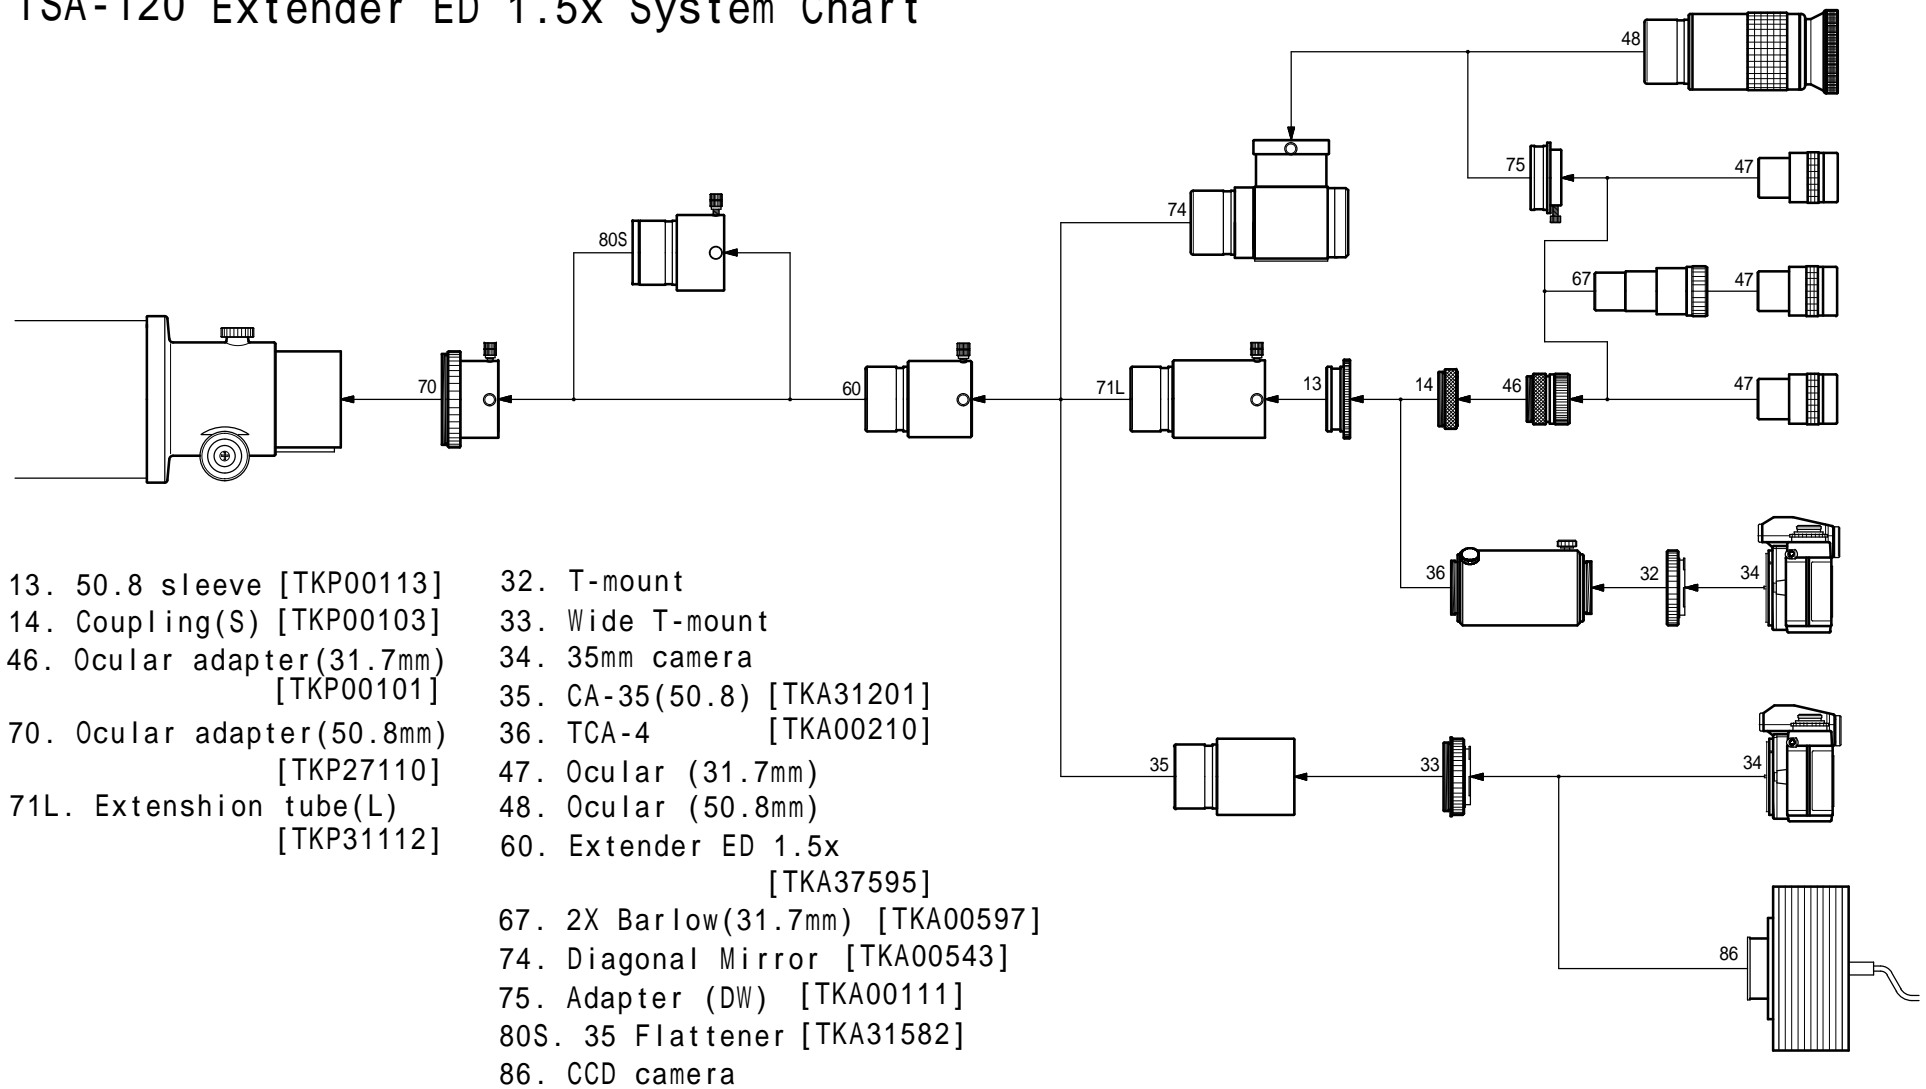 TSA-120 Extender ED 1.5x System Chart
48
75
47
74
80S
67
47
70
60
71L
13
14
46
47
36
32
34
35
33
34
86
13. 50.8 sleeve [TKP00113]
14. Coupling(S) [TKP00103]
46. Ocular adapter(31.7mm)
[TKP00101]
70. Ocular adapter(50.8mm)
[TKP27110]
71L. Extenshion tube(L)
[TKP31112]
32. T-mount
33. Wide T-mount
34. 35mm camera
35. CA-35(50.8) [TKA31201]
36. TCA-4 [TKA00210]
47. Ocular (31.7mm)
48. Ocular (50.8mm)
60. Extender ED 1.5x
[TKA37595]
67. 2X Barlow(31.7mm) [TKA00597]
74. Diagonal Mirror [TKA00543]
75. Adapter (DW) [TKA00111]
80S. 35 Flattener [TKA31582]
86. CCD camera